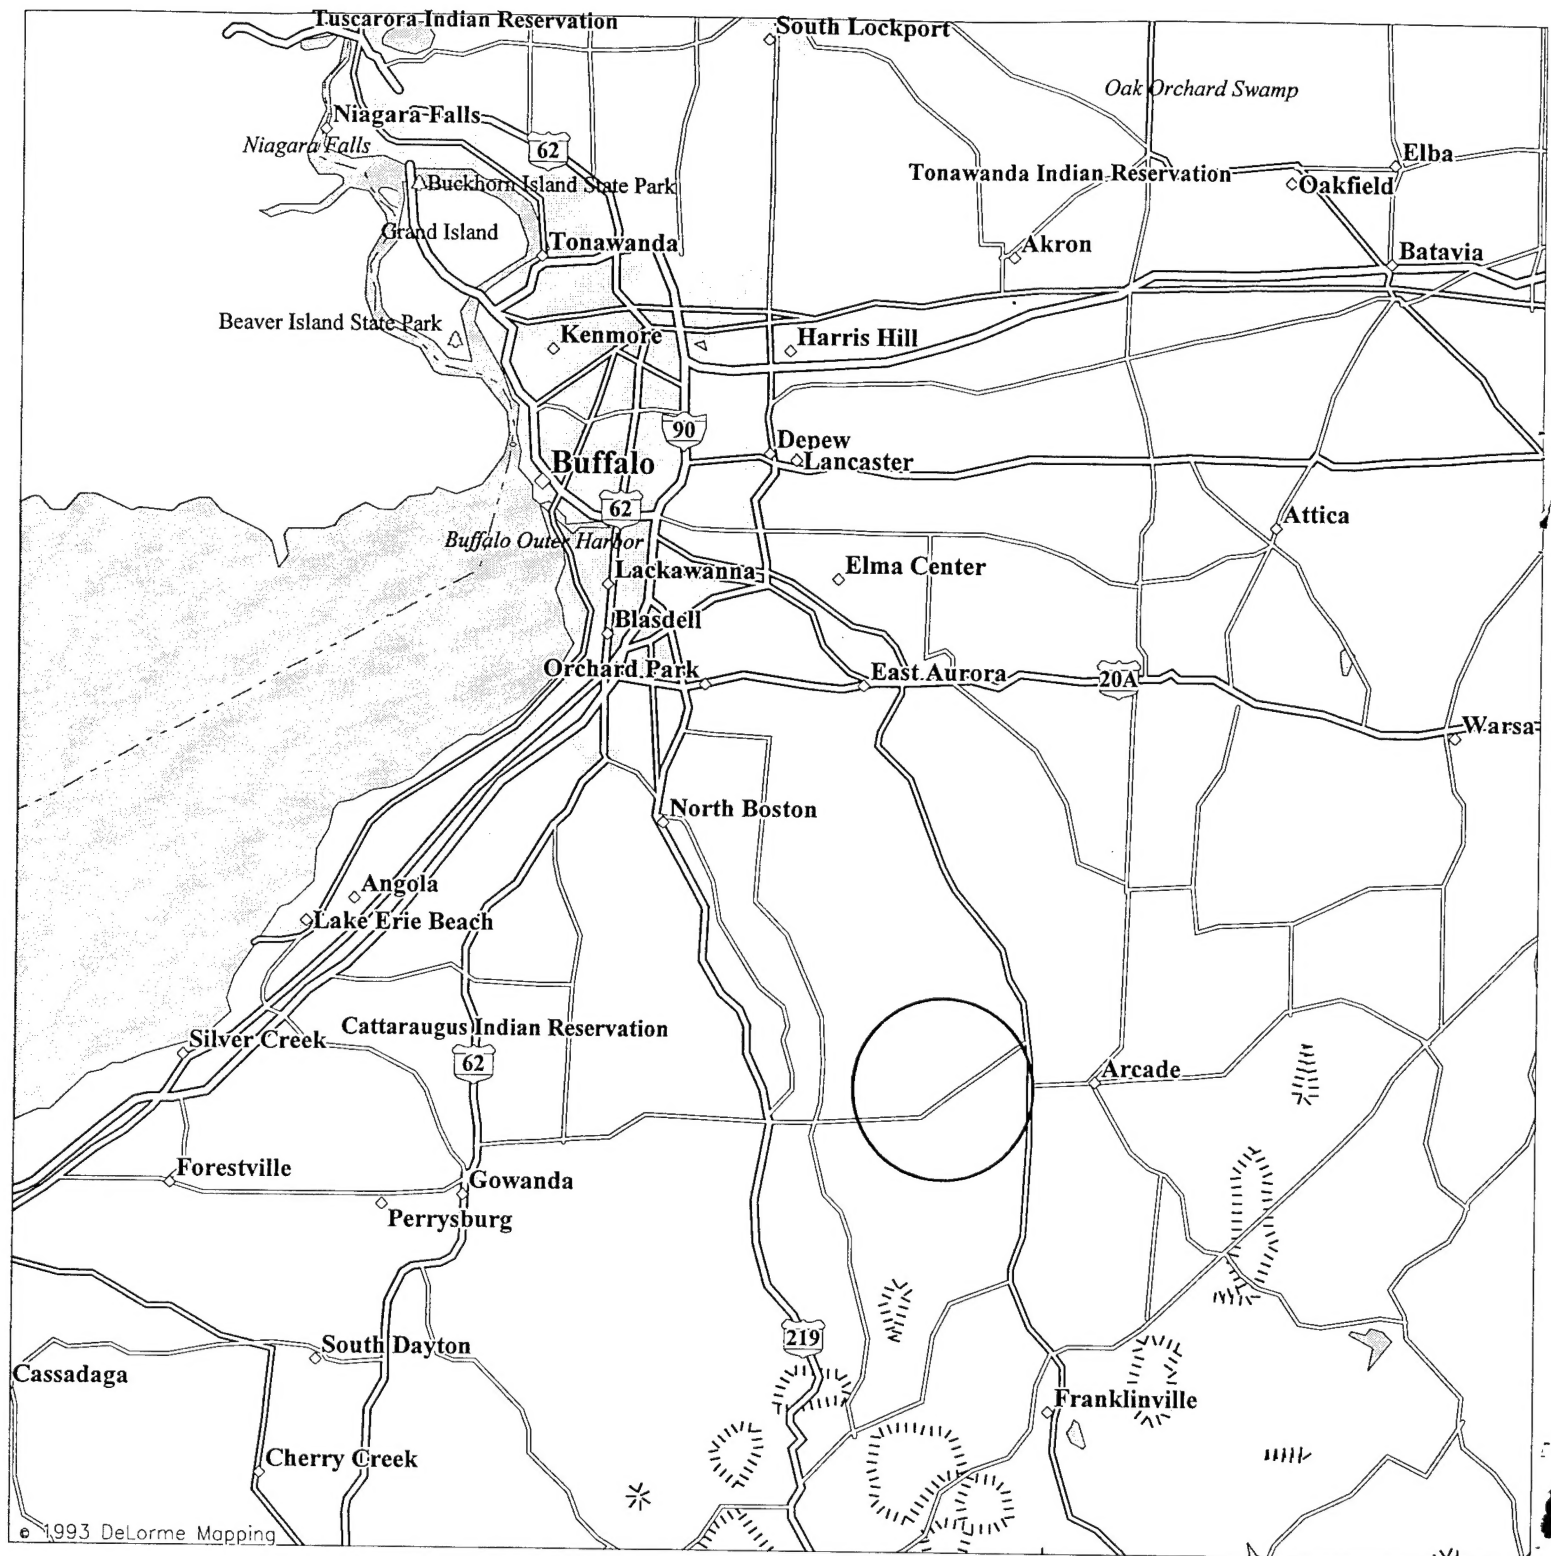 Tuscarora Indian Reservation
South Lockport
Oak Orchard Swamp
Niagara Falls
Niagara Falls
62
Elba
Tonawanda Indian Reservation
Oakfield
Buckhorn Island State Park
Grand Island
Tonawanda
Akron
Batavia
Beaver Island State Park
Kenmore
Harris Hill
90
Depew
Lancaster
Buffalo
62
Attica
Buffalo Outer Harbor
Lackawanna
Elma Center
Blasdell
Orchard Park
East Aurora
20A
Warsa
North Boston
Angola
Lake Erie Beach
Cattaraugus Indian Reservation
Silver Creek
62
Arcade
Forestville
Gowanda
Perrysburg
219
South Dayton
Cassadaga
Franklinville
Cherry Creek
© 1993 DeLorme Mapping